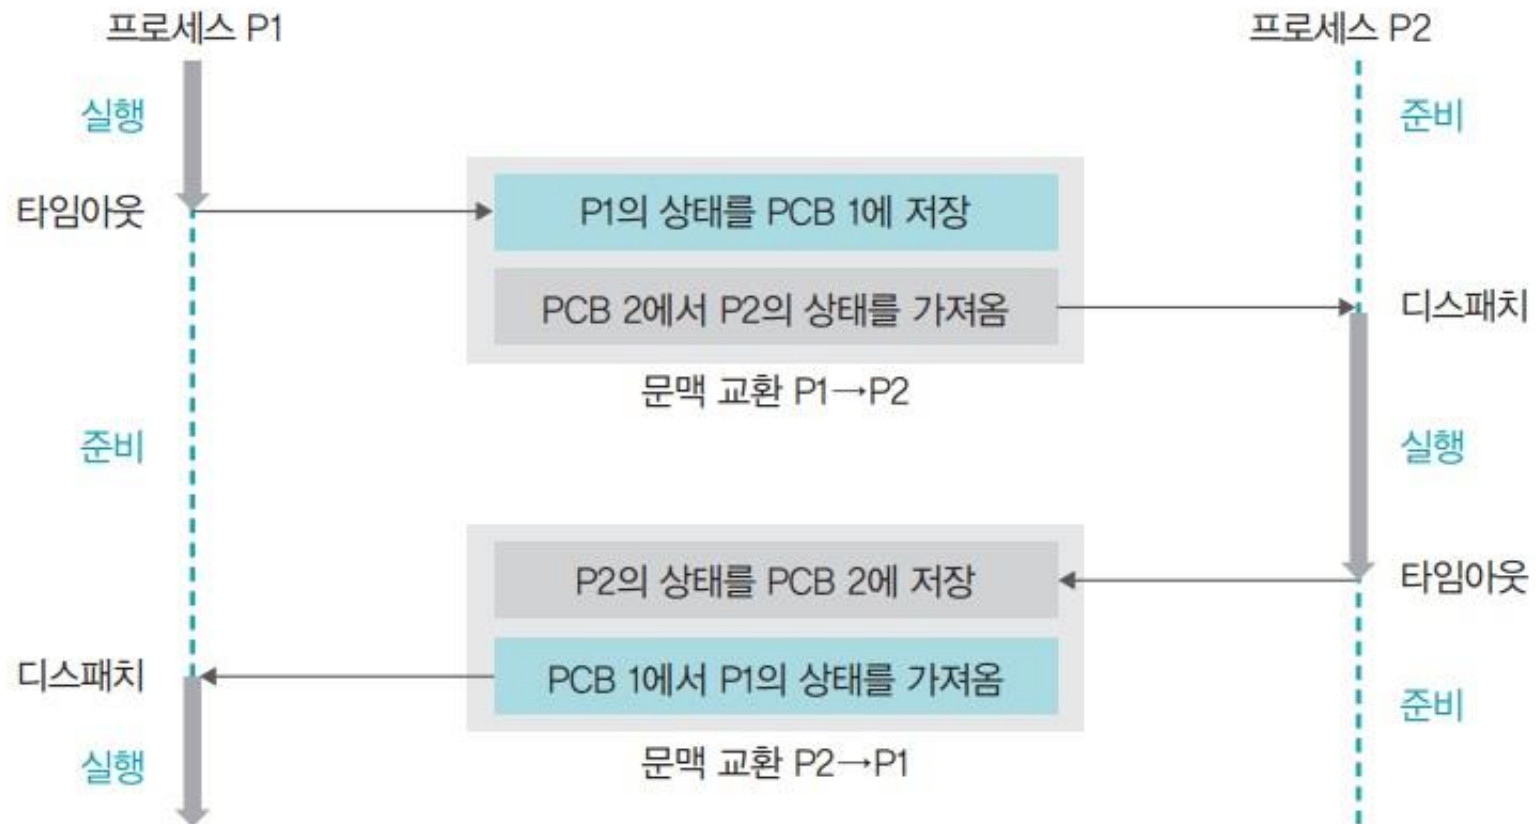 프로세스 P1
프로세스 P2
실행
준비
타임아웃
P1의 상태를 PCB 1에 저장
PCB 2에서 P2의 상태를 가져옴
디스패치
문맥 교환 P1→P2
준비
실행
P2의 상태를 PCB 2에 저장
타임아웃
디스패치
PCB 1에서 P1의 상태를 가져옴
준비
문맥 교환 P2→P1
실행